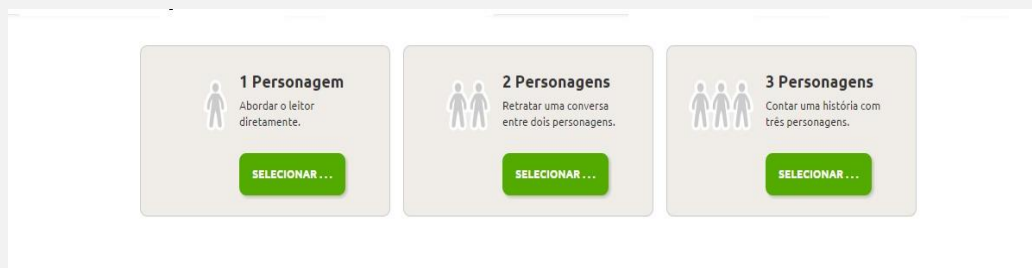 1 Personagem
Abordar o leitor
diretamente.
SELECIONAR . . .
2 Personagens
Retratar uma conversa
entre dois personagens.
SELECIONAR . . .
3 Personagens
Contar uma história com
três personagens.
SELECIONAR . . .